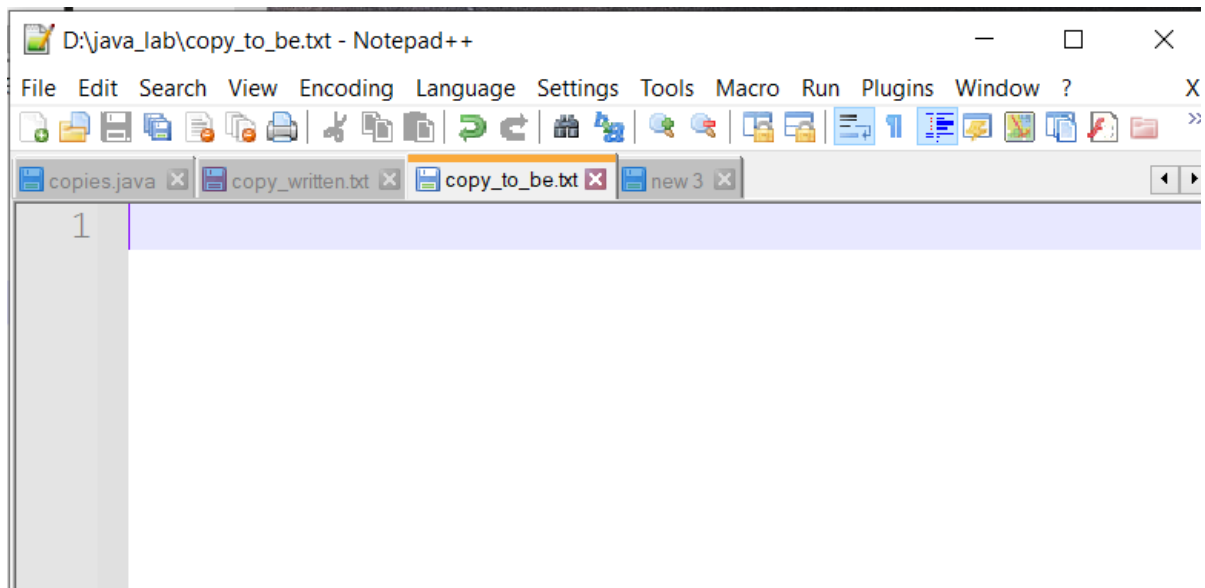 D:\java_lab\copy_to_be.txt - Notepad++
File Edit Search View Encoding Language Settings Tools Macro Run Plugins Window ? X
copies.java copy_written.txt copy_to_be.txt new 3
1